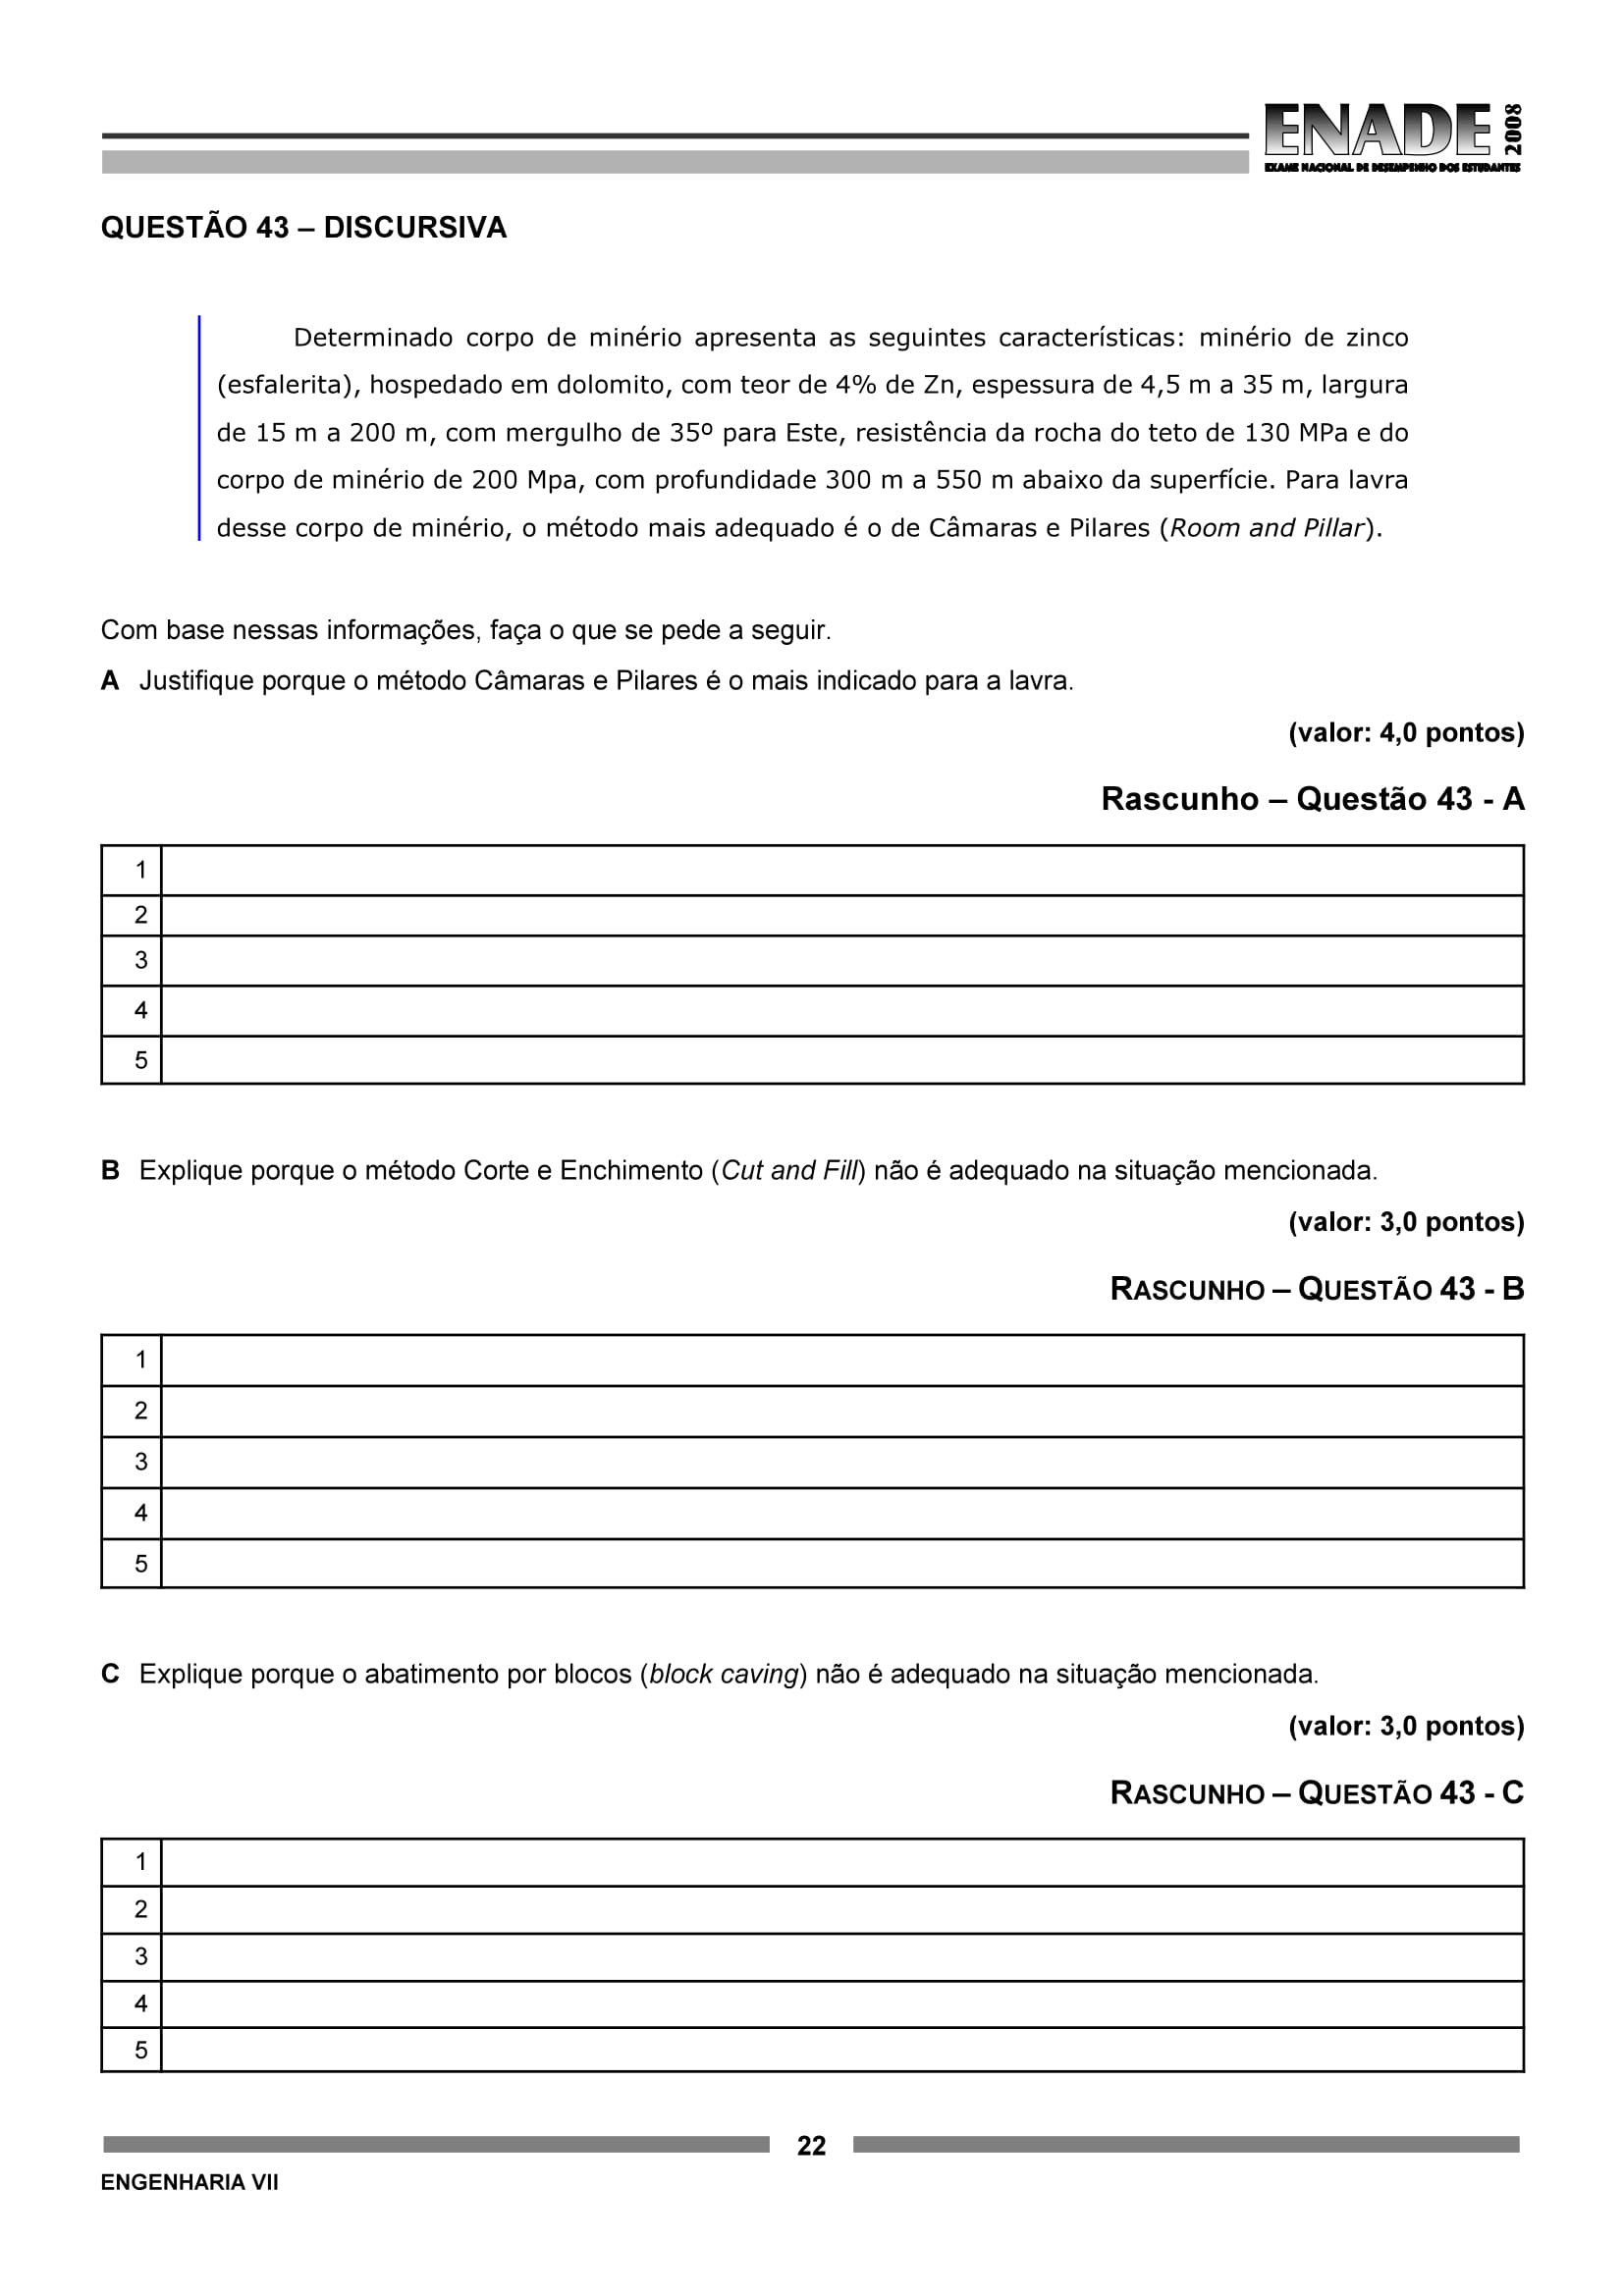 ENADE
2008
EXAME NACIONAL DE DESEMPENHO DOS ESTUDANTES
QUESTÃO 43 – DISCURSIVA
Determinado corpo de minério apresenta as seguintes características: minério de zinco
(esfalerita), hospedado em dolomito, com teor de 4% de Zn, espessura de 4,5 m a 35 m, largura
de 15 m a 200 m, com mergulho de 35º para Este, resistência da rocha do teto de 130 MPa e do
corpo de minério de 200 Mpa, com profundidade 300 m a 550 m abaixo da superfície. Para lavra
desse corpo de minério, o método mais adequado é o de Câmaras e Pilares (Room and Pillar).
Com base nessas informações, faça o que se pede a seguir.
A Justifique porque o método Câmaras e Pilares é o mais indicado para a lavra.
(valor: 4,0 pontos)
Rascunho – Questão 43 - A
1
2
3
4
5
B Explique porque o método Corte e Enchimento (Cut and Fill) não é adequado na situação mencionada.
(valor: 3,0 pontos)
RASCUNHO – QUESTÃO 43 - B
1
2
3
4
5
C Explique porque o abatimento por blocos (block caving) não é adequado na situação mencionada.
(valor: 3,0 pontos)
RASCUNHO – QUESTÃO 43 - C
1
2
3
4
5
22
ENGENHARIA VII